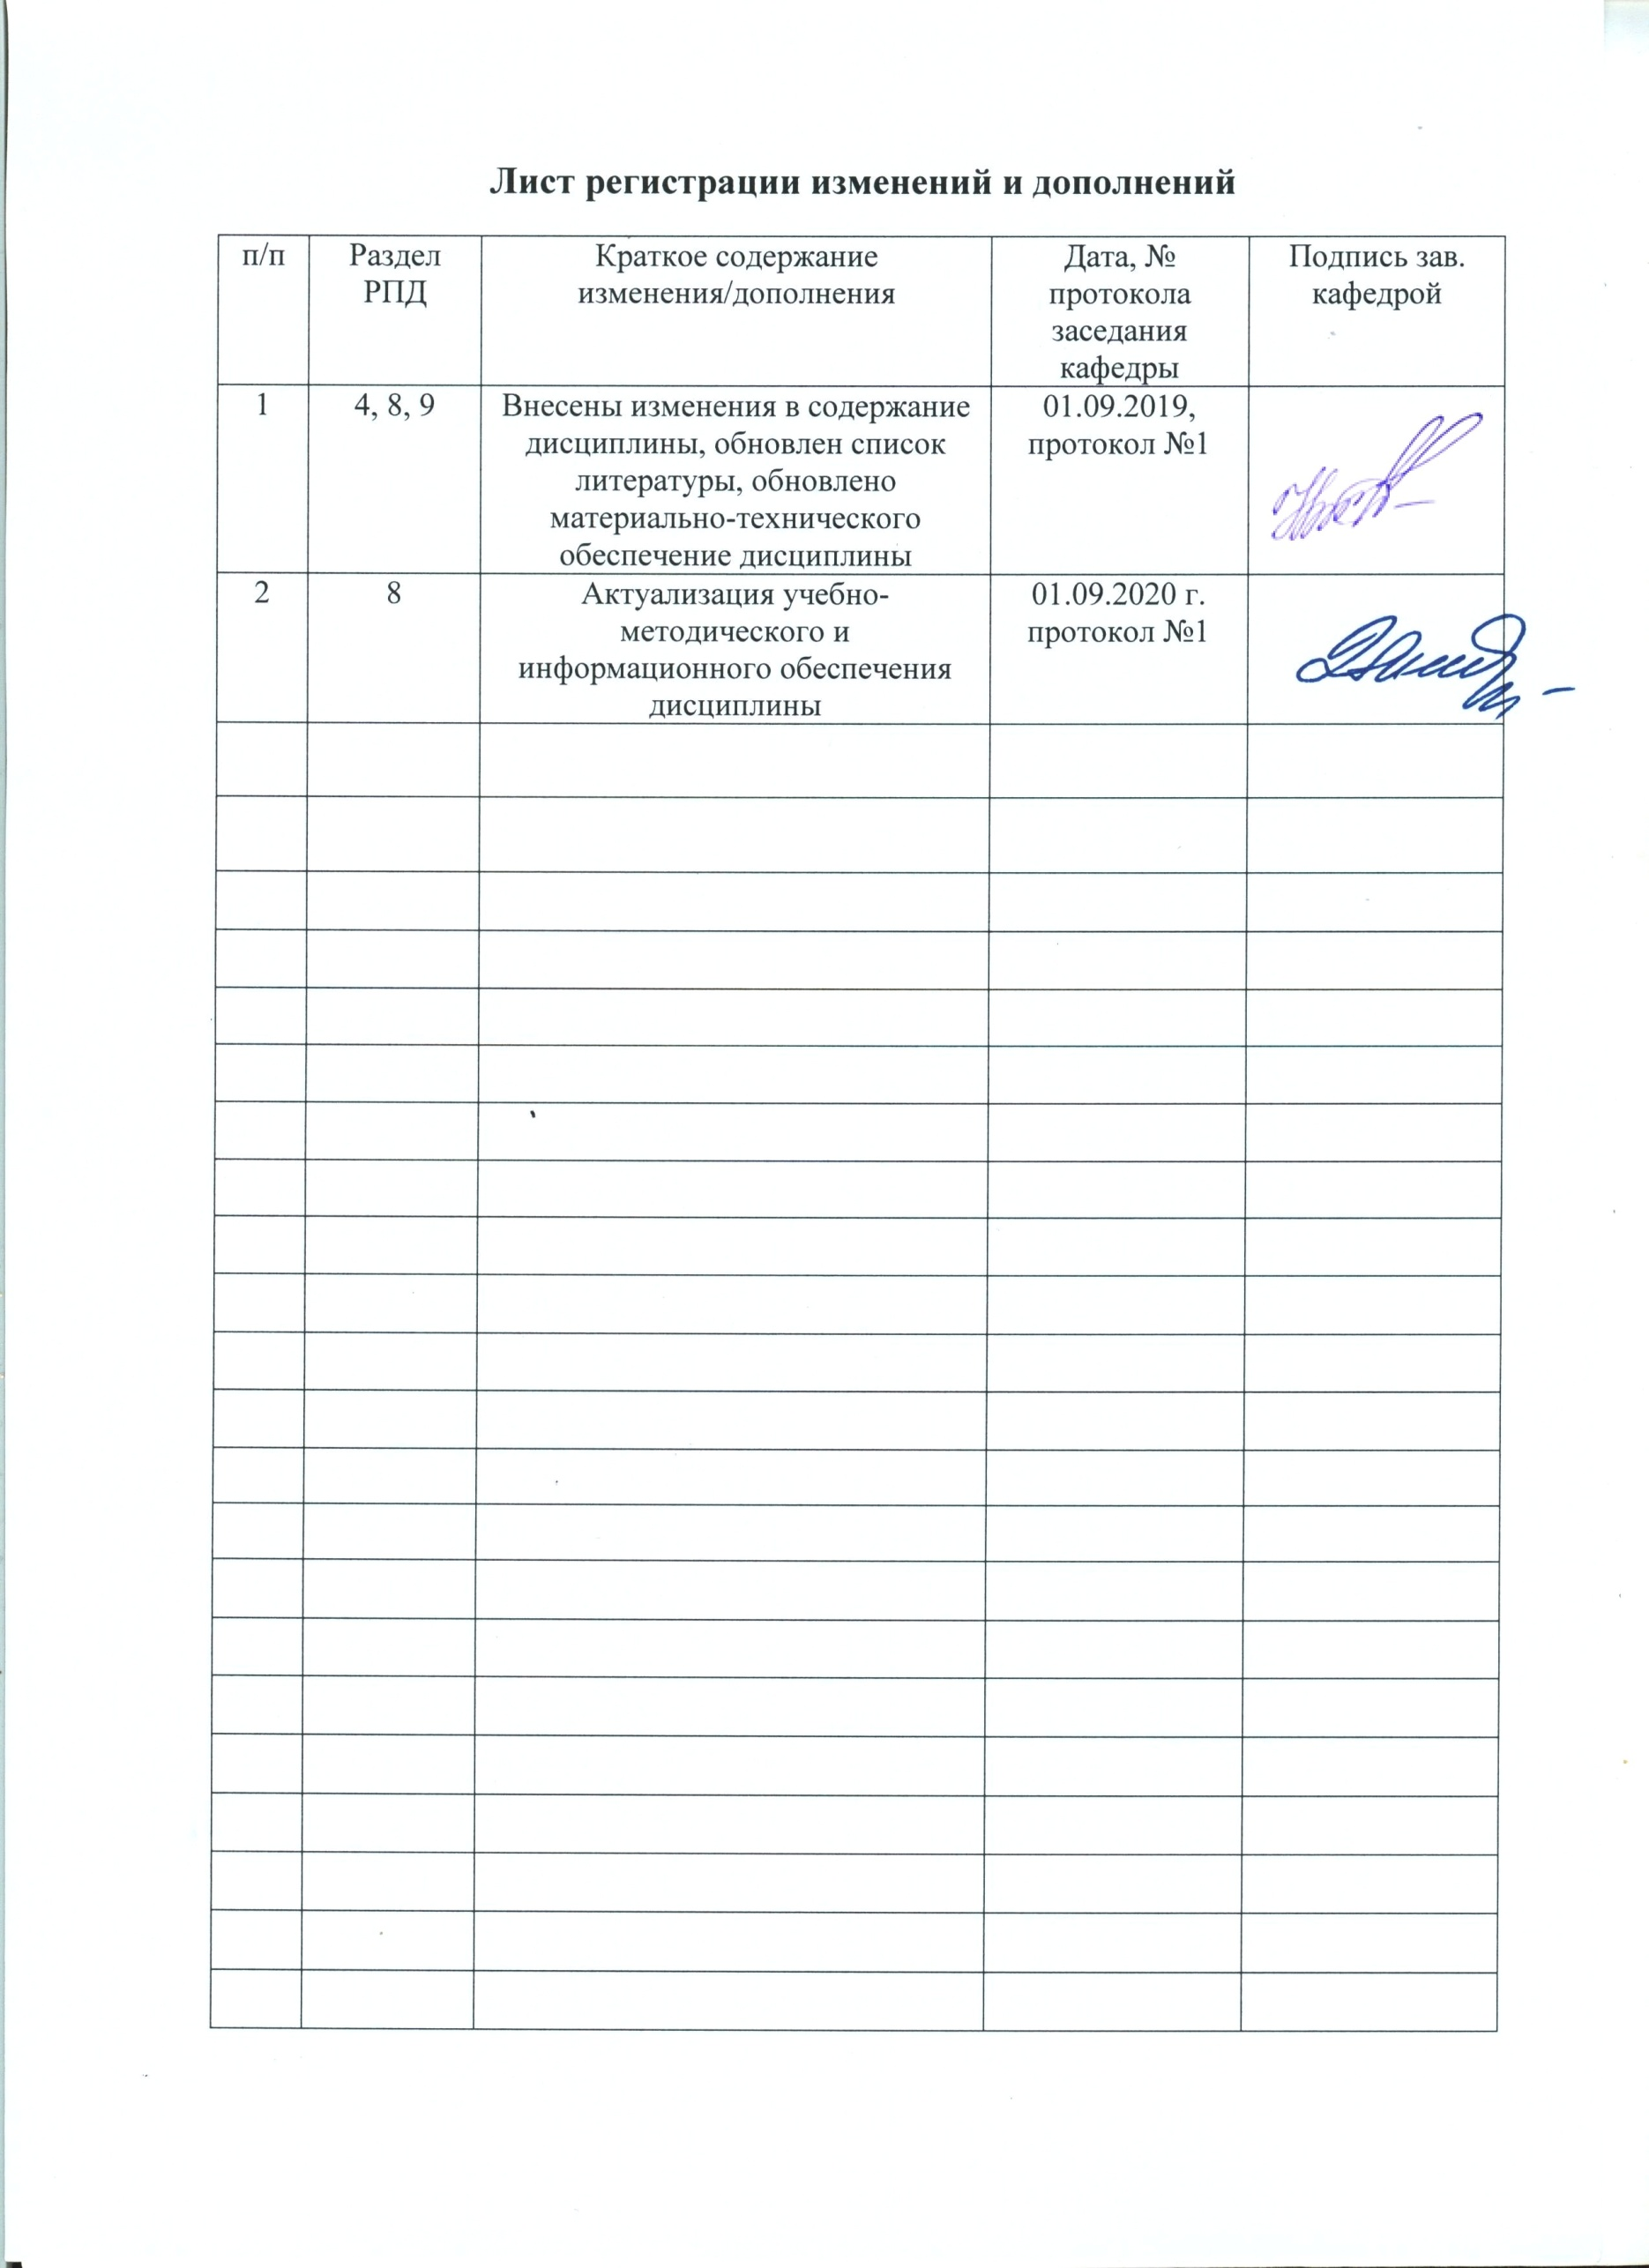 Лист регистрации изменений и дополнений
п/п
Раздел
РПД
Краткое содержание
изменения/дополнения
Дата, №
протокола
заседания
кафедры
Подпись зав.
кафедрой
1
4, 8, 9
Внесены изменения в содержание
дисциплины, обновлен список
литературы, обновлено
материально-технического
обеспечение дисциплины
01.09.2019,
протокол №1
2
8
Актуализация учебно-
методического и
информационного обеспечения
дисциплины
01.09.2020 г.
протокол №1